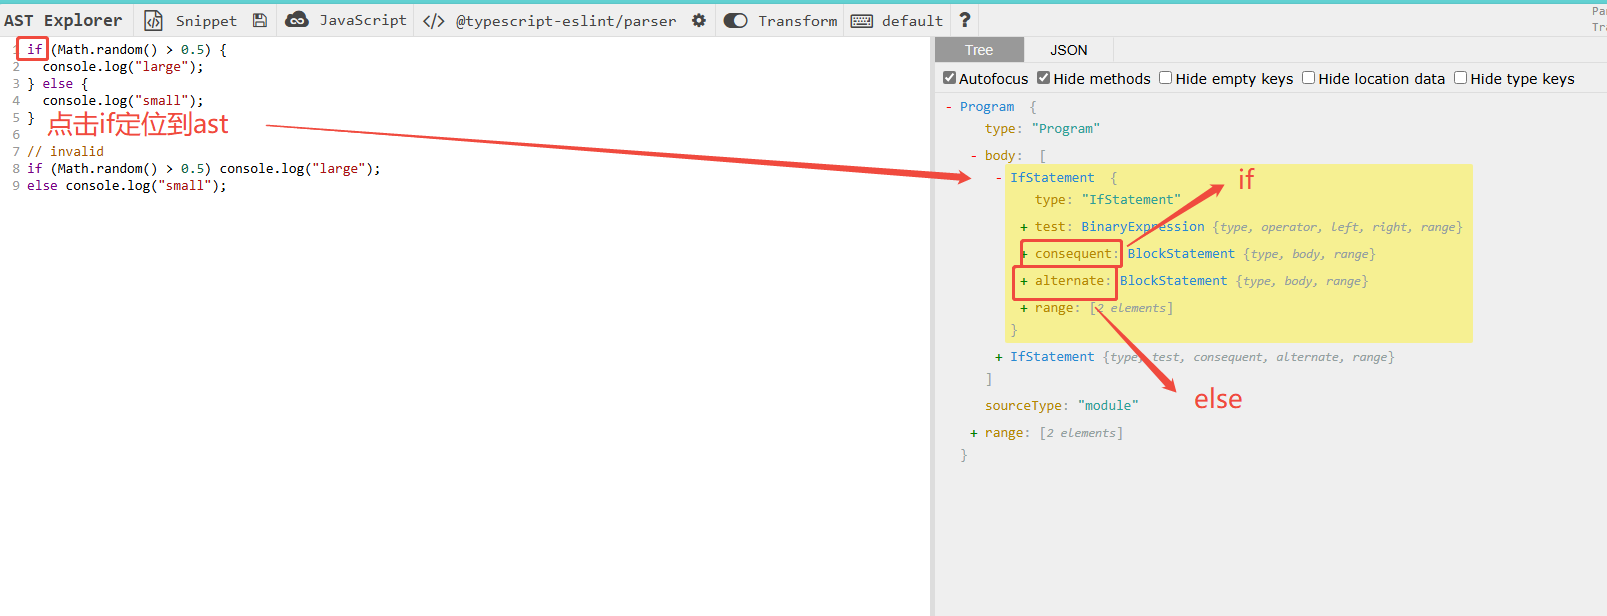 AST Explorer Snippet JavaScript </> @typescript-eslint/parser Transform default ?
Pa
Tra
1 if (Math.random() > 0.5) {
2 console.log("large");
3 } else {
4 console.log("small");
5 }
点击if定位到ast
6
7 // invalid
8 if (Math.random() > 0.5) console.log("large");
9 else console.log("small");
Tree JSON
Autofocus Hide methods Hide empty keys Hide location data Hide type keys
- Program {
type: "Program"
- body: [
- IfStatement {
if
type: "IfStatement"
+ test: BinaryExpression {type, operator, left, right, range}
+ consequent: BlockStatement {type, body, range}
+ alternate: BlockStatement {type, body, range}
+ range: [2 elements]
}
+ IfStatement {type, test, consequent, alternate, range}
]
else
sourceType: "module"
+ range: [2 elements]
}